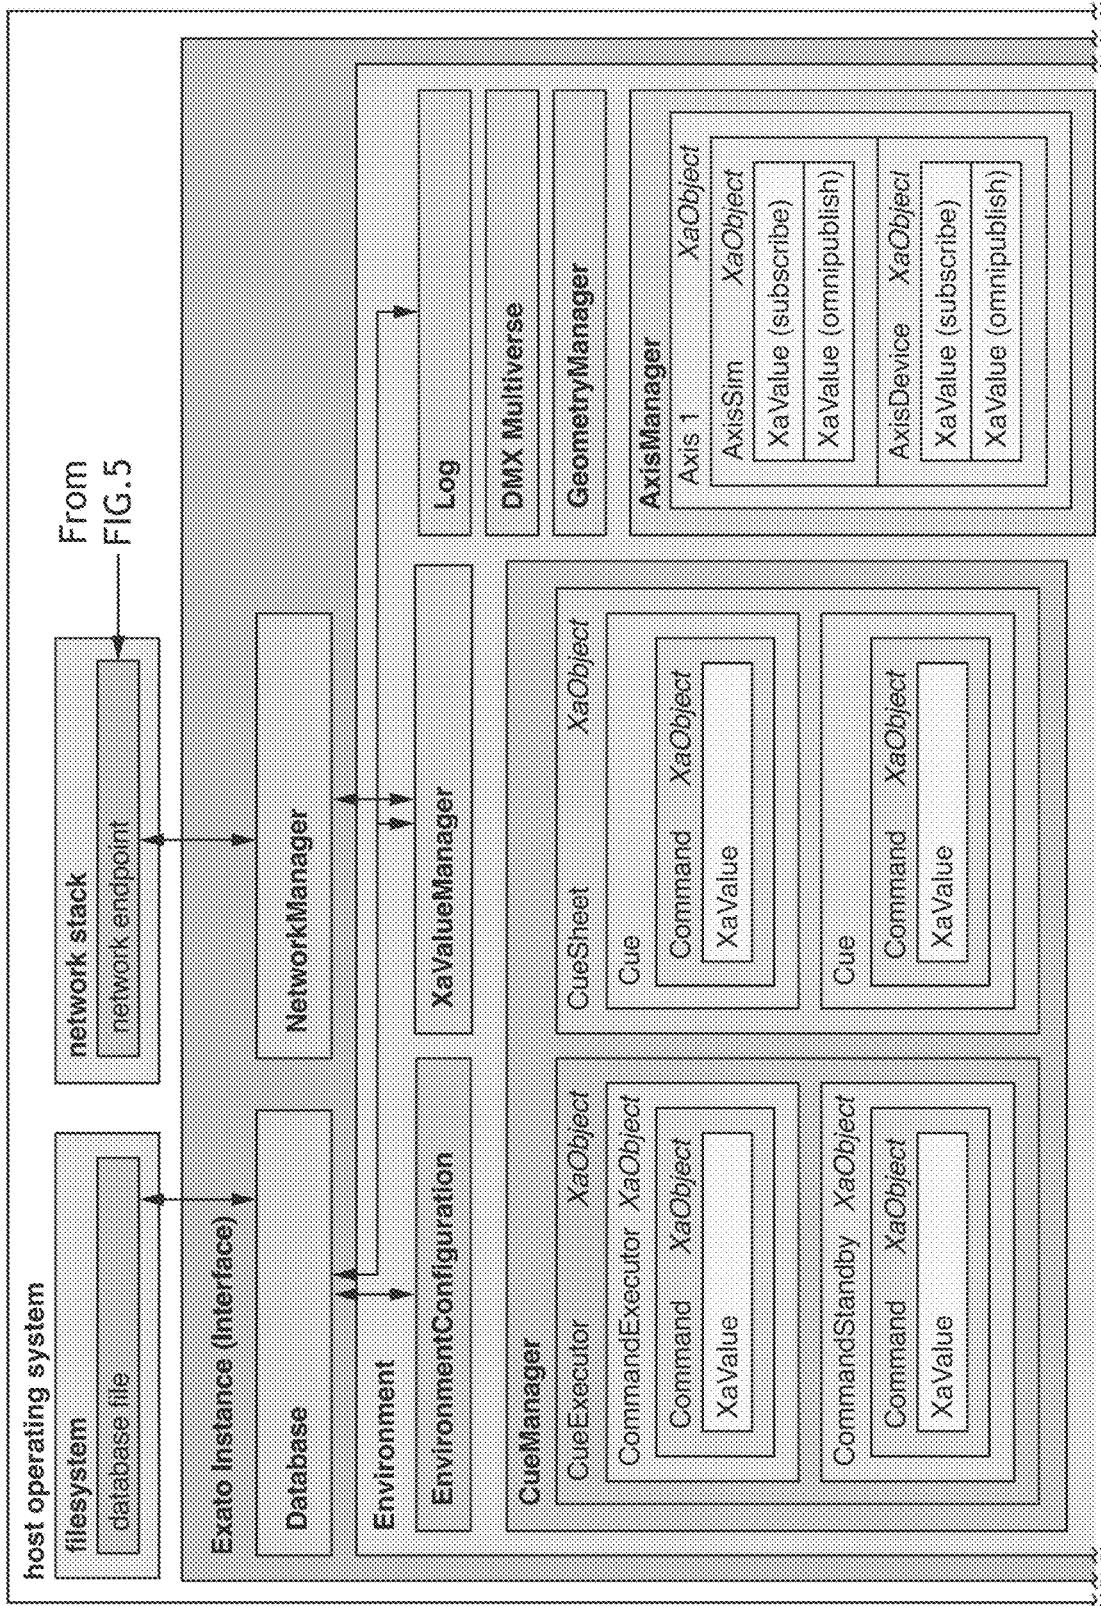 host operating system
filesystem
database file
network stack
network endpoint
From
FIG.5
Exato Instance (Interface)
Database
NetworkManager
Environment
EnvironmentConfiguration
XaValueManager
Log
DMX Multiverse
GeometryManager
CueManager
CueExecutor XaObject
CommandExecutor XaObject
Command XaObject
XaValue
CommandStandby XaObject
Command XaObject
XaValue
CueSheet XaObject
Cue
Command XaObject
XaValue
Cue
Command XaObject
XaValue
AxisManager
Axis 1 XaObject
AxisSim XaObject
XaValue (subscribe)
XaValue (omnipublish)
AxisDevice XaObject
XaValue (subscribe)
XaValue (omnipublish)